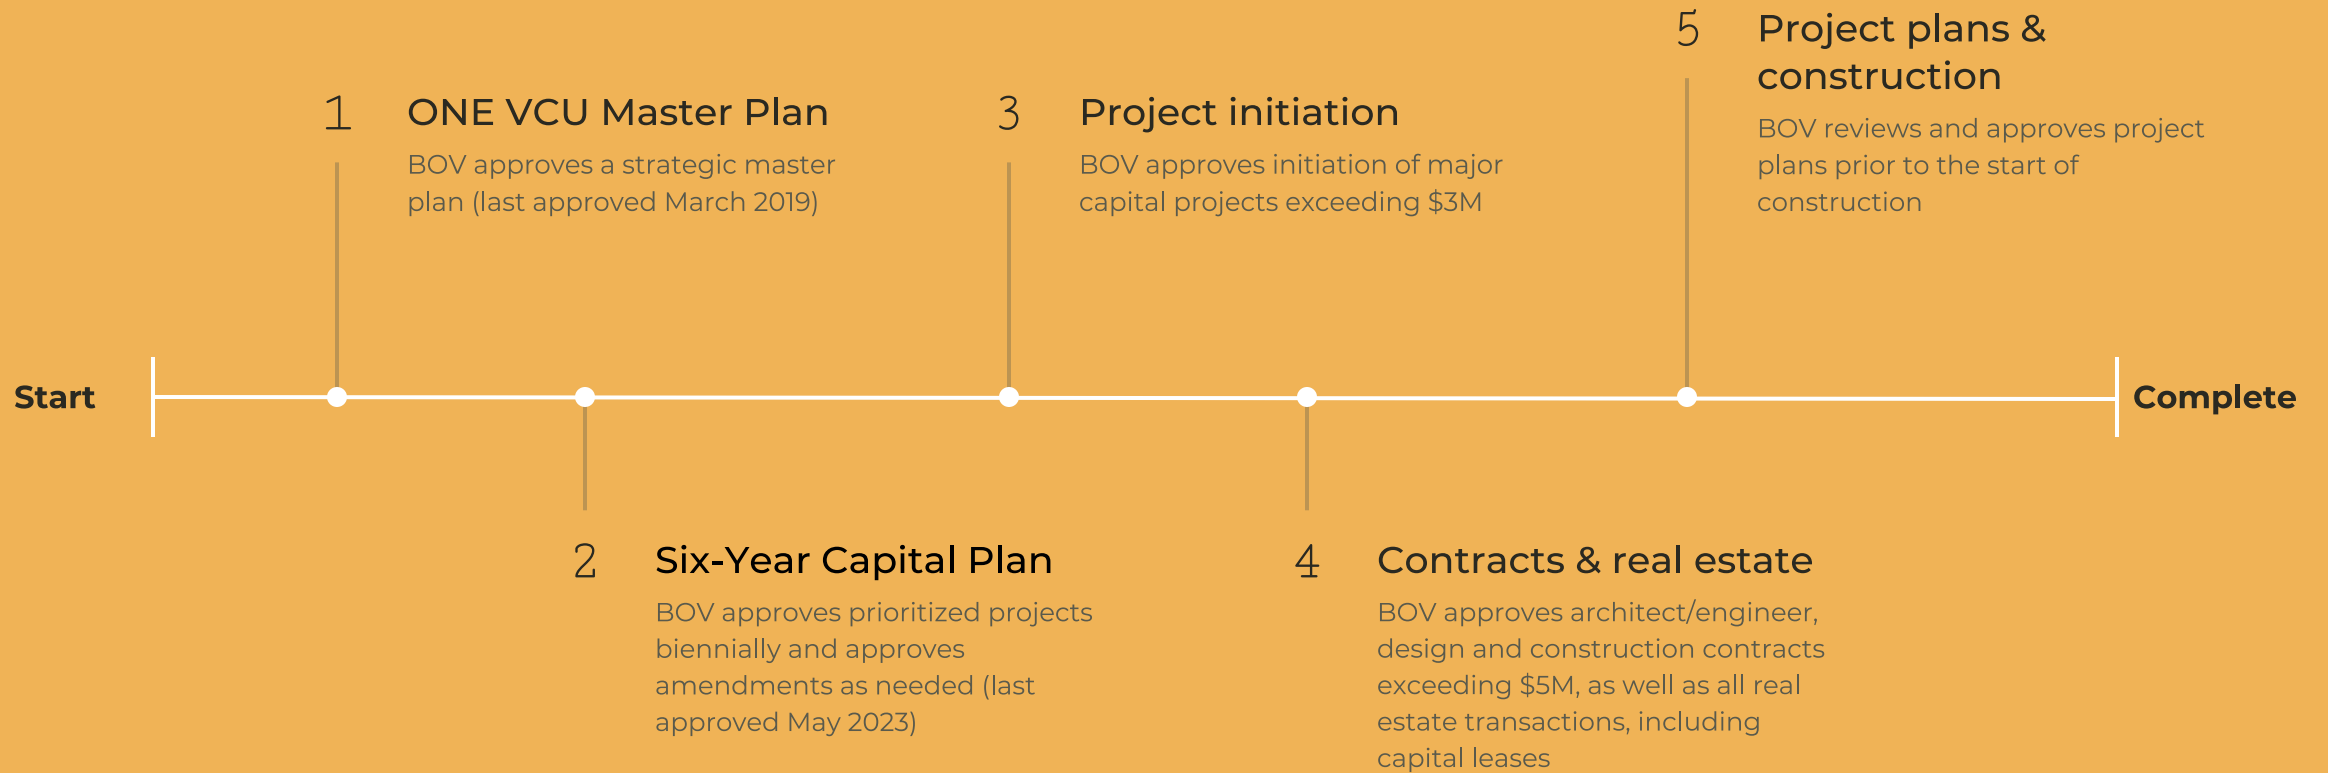 Start
1
ONE VCU Master Plan
BOV approves a strategic master
plan (last approved March 2019)
2
Six-Year Capital Plan
BOV approves prioritized projects
biennially and approves
amendments as needed (last
approved May 2023)
3
Project initiation
BOV approves initiation of major
capital projects exceeding $3M
4
Contracts & real estate
BOV approves architect/engineer,
design and construction contracts
exceeding $5M, as well as all real
estate transactions, including
capital leases
5
Project plans &
construction
BOV reviews and approves project
plans prior to the start of
construction
Complete